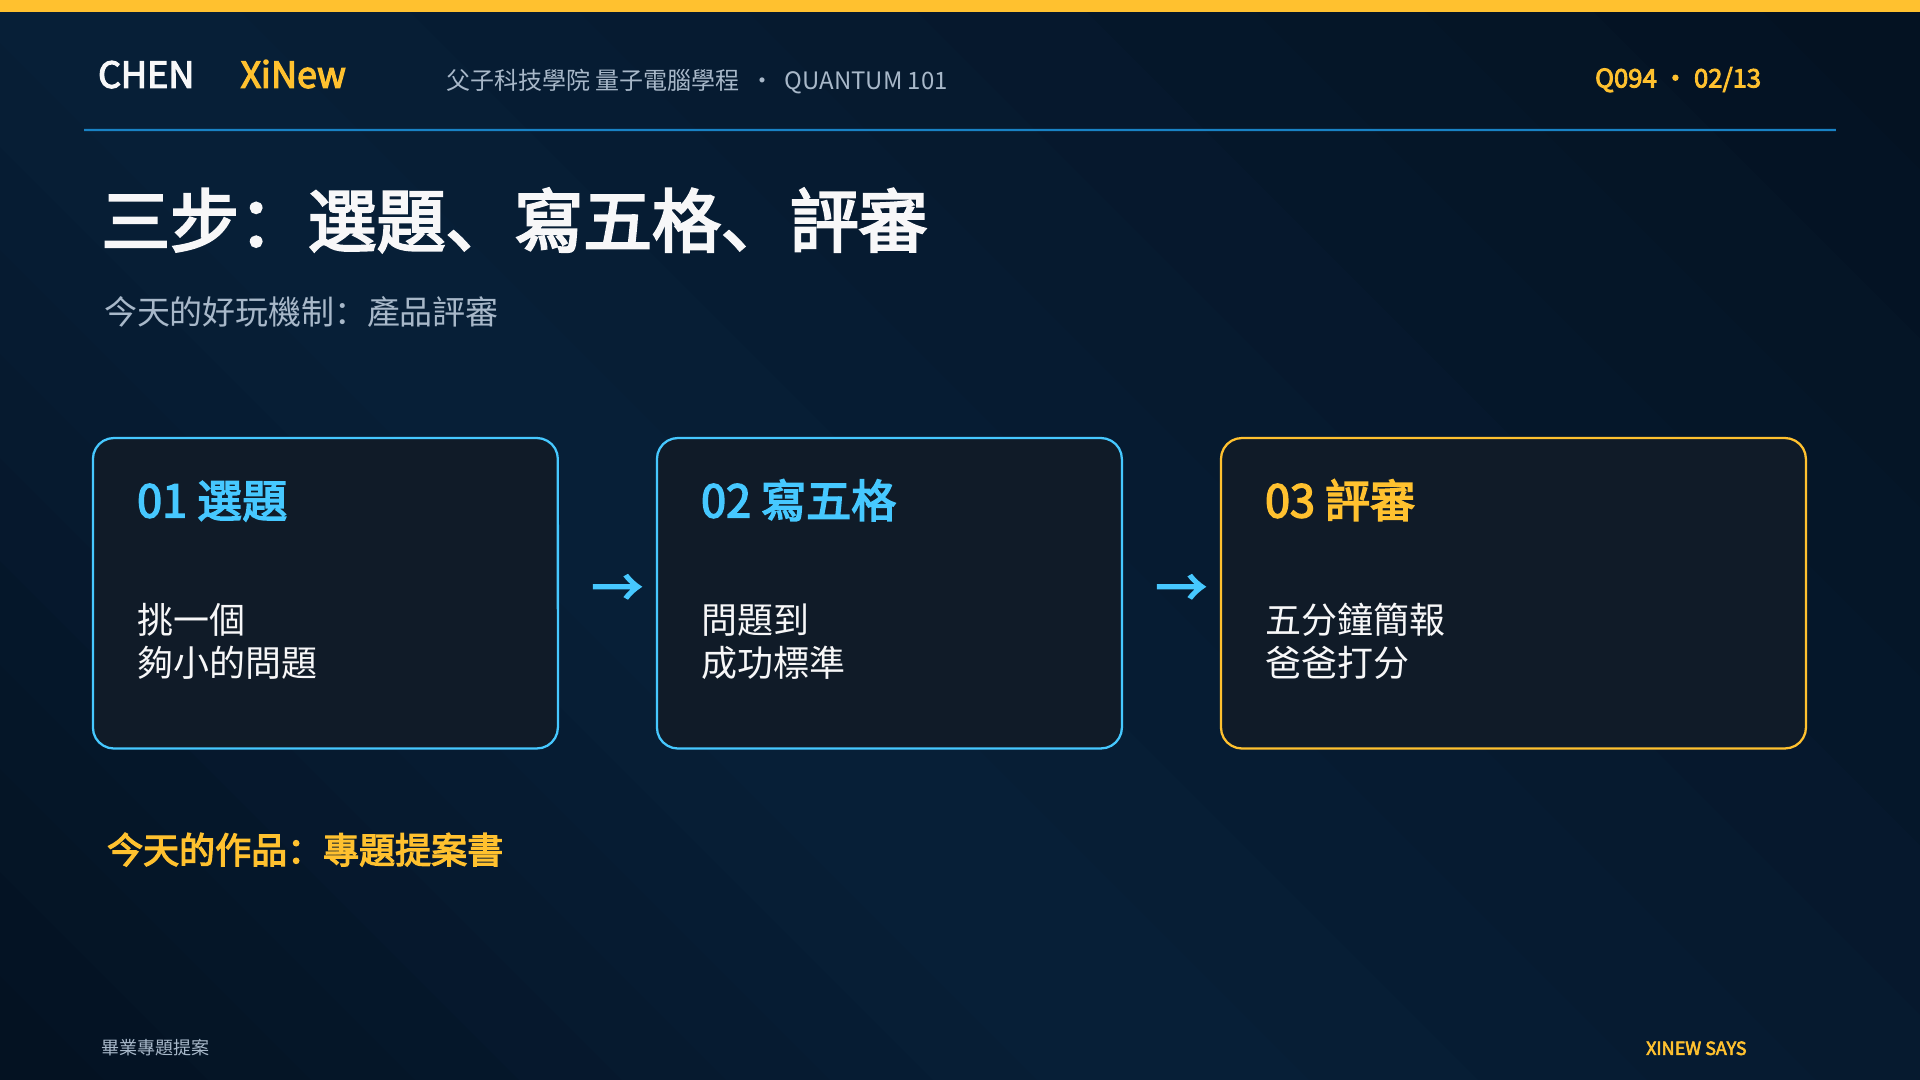 CHEN XiNew 父子科技學院 量子電腦學程 · QUANTUM 101 Q094 · 02/13
三步：選題、寫五格、評審
今天的好玩機制：產品評審
01 選題
挑一個
夠小的問題
→
02 寫五格
問題到
成功標準
→
03 評審
五分鐘簡報
爸爸打分
今天的作品：專題提案書
畢業專題提案 XINEW SAYS